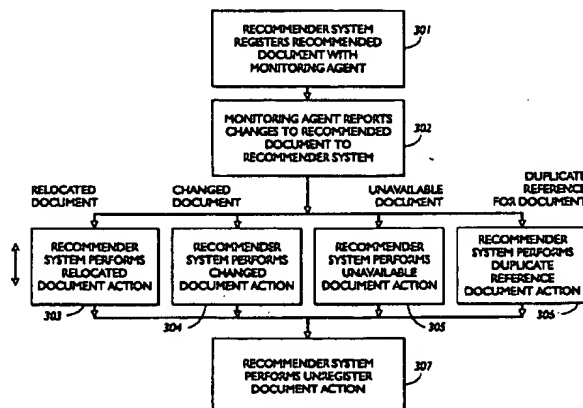 RECOMMENDER SYSTEM
REGISTERS RECOMMENDED
DOCUMENT WITH
MONITORING AGENT
301
MONITORING AGENT REPORTS
CHANGES TO RECOMMENDED
DOCUMENT TO
RECOMMENDER SYSTEM
302
RELOCATED
DOCUMENT
CHANGED
DOCUMENT
UNAVAILABLE
DOCUMENT
DUPLICATE
REFERENCE
FOR DOCUMENT
RECOMMENDER
SYSTEM PERFORMS
RELOCATED
DOCUMENT ACTION
303
RECOMMENDER
SYSTEM PERFORMS
CHANGED
DOCUMENT ACTION
304
RECOMMENDER
SYSTEM PERFORMS
UNAVAILABLE
DOCUMENT ACTION
305
RECOMMENDER
SYSTEM PERFORMS
DUPLICATE
REFERENCE
DOCUMENT ACTION
306
RECOMMENDER SYSTEM
PERFORMS UNREGISTER
DOCUMENT ACTION
307